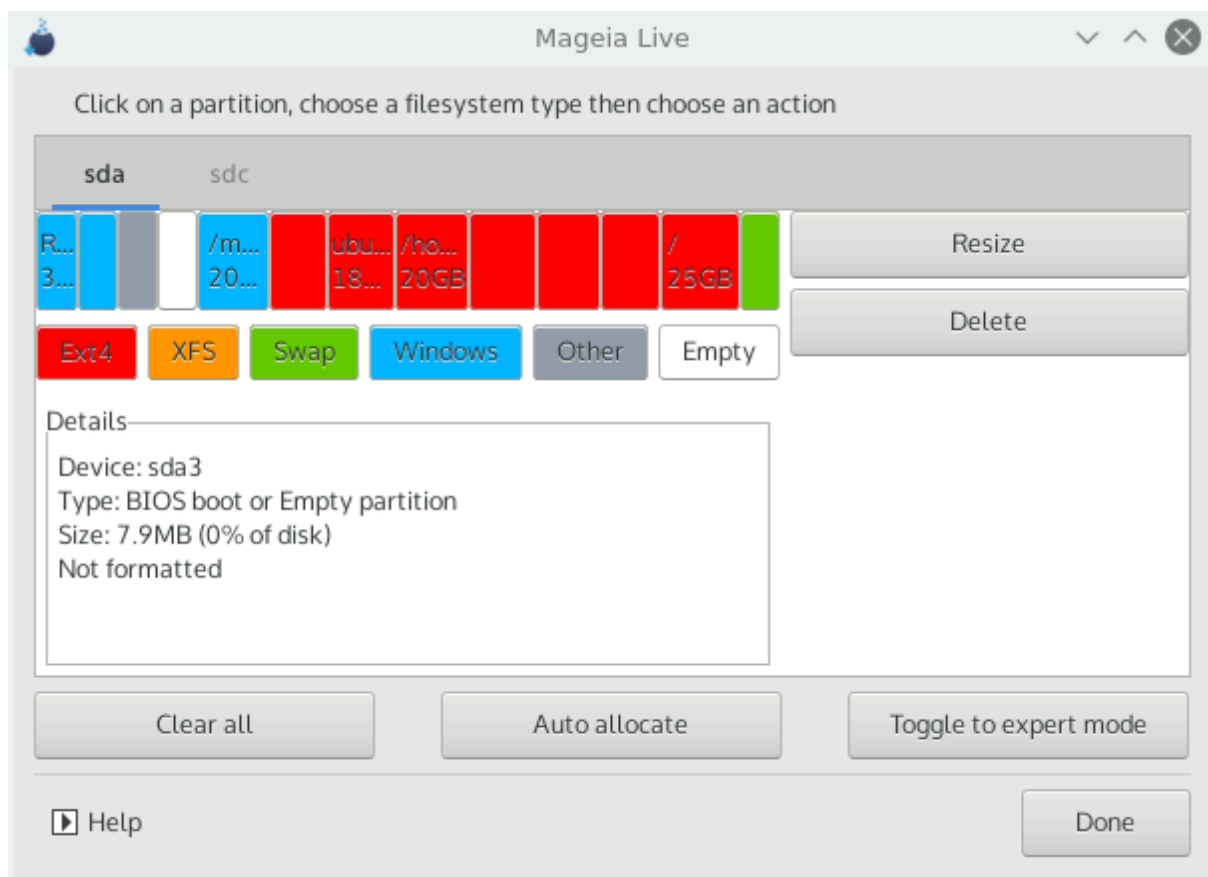 Mageia Live
Click on a partition, choose a filesystem type then choose an action
sda sdc
R... /m... ubu... /ho... /
3... 20... 18... 20GB 25GB
Resize
Delete
Ext4 XFS Swap Windows Other Empty
Details
Device: sda3
Type: BIOS boot or Empty partition
Size: 7.9MB (0% of disk)
Not formatted
Clear all Auto allocate Toggle to expert mode
Help Done